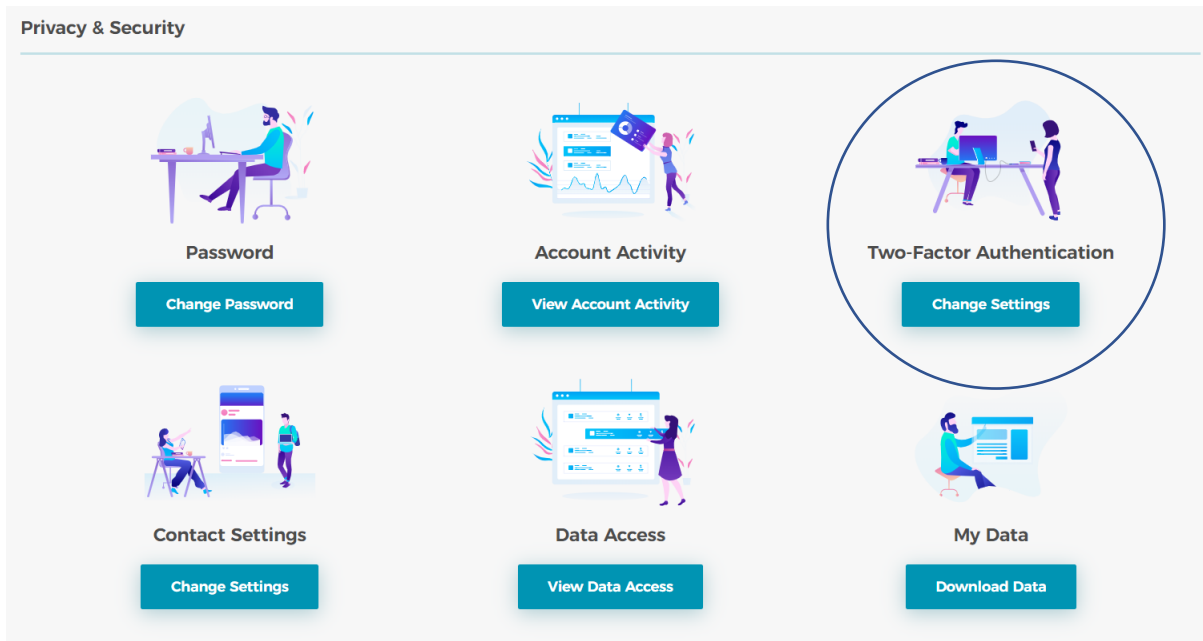 Privacy & Security
Password
Account Activity
Two-Factor Authentication
Change Password
View Account Activity
Change Settings
Contact Settings
Data Access
My Data
Change Settings
View Data Access
Download Data